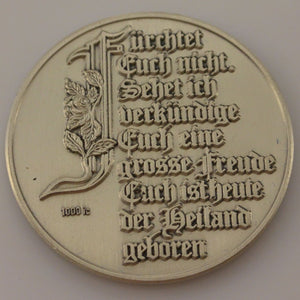 Fürchtet
Euch nicht.
Sehet ich
verkündige
Euch eine
grosse Freude
Euch ist heute
der Heiland
geboren
1000 f